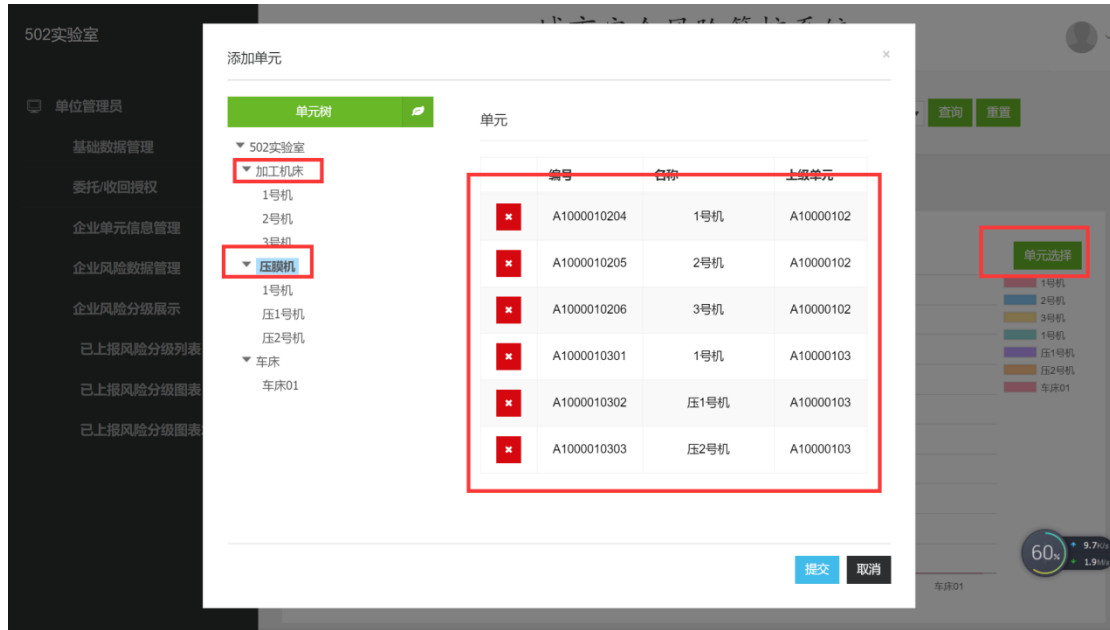 502实验室
单位管理员
基础数据管理
委托/收回授权
企业单元信息管理
企业风险数据管理
企业风险分级展示
已上报风险分级列表
已上报风险分级图表
已上报风险分级图表
添加单元
×
单元树
502实验室
加工机床
1号机
2号机
3号机
压膜机
1号机
压1号机
压2号机
车床
车床01
单元
编号 名称 上级单元
A1000010204 1号机 A10000102
A1000010205 2号机 A10000102
A1000010206 3号机 A10000102
A1000010301 1号机 A10000103
A1000010302 压1号机 A10000103
A1000010303 压2号机 A10000103
提交 取消
查询 重置
单元选择
1号机
2号机
3号机
1号机
压1号机
压2号机
车床01
60%
9.7K/s
1.9M/s
车床01